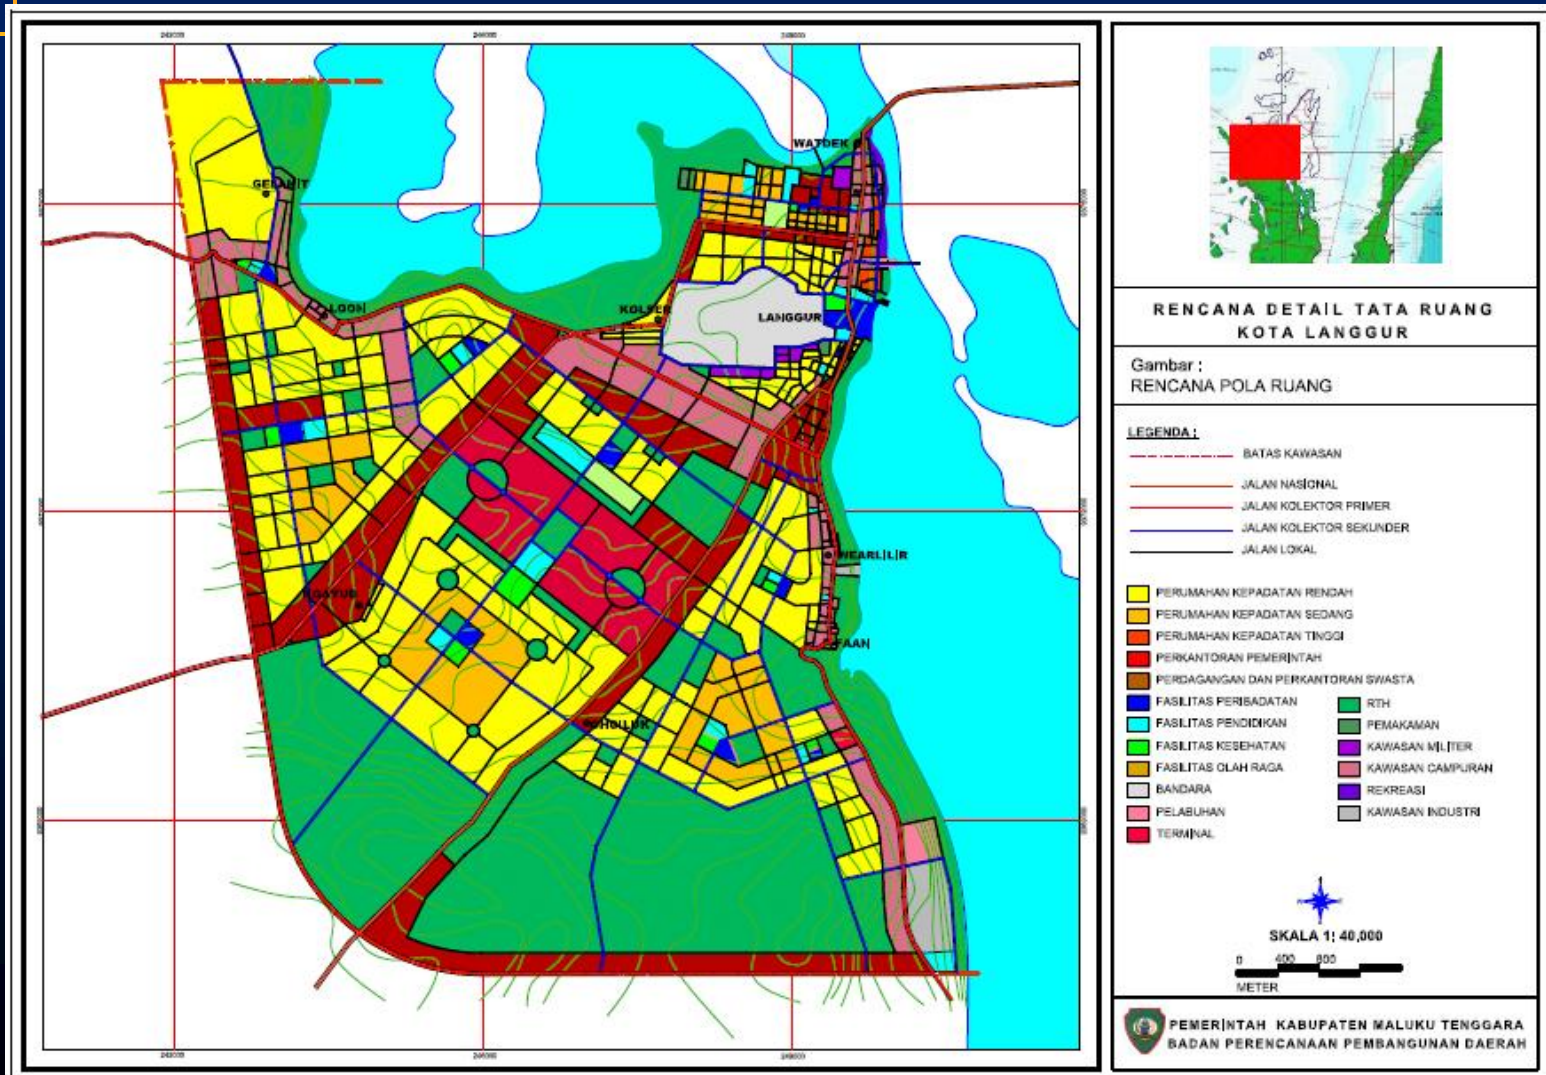 WATDEK
GELANIT
LOON
KOLSER
LANGGUR
WEARLILIR
FAAN
RENCANA DETAIL TATA RUANG
KOTA LANGGUR
Gambar :
RENCANA POLA RUANG
LEGENDA :
BATAS KAWASAN
JALAN NASIONAL
JALAN KOLEKTOR PRIMER
JALAN KOLEKTOR SEKUNDER
JALAN LOKAL
PERUMAHAN KEPADATAN RENDAH
PERUMAHAN KEPADATAN SEDANG
PERUMAHAN KEPADATAN TINGGI
PERKANTORAN PEMERINTAH
PERDAGANGAN DAN PERKANTORAN SWASTA
FASILITAS PERIBADATAN
FASILITAS PENDIDIKAN
FASILITAS KESEHATAN
FASILITAS OLAH RAGA
BANDARA
PELABUHAN
TERMINAL
RTH
PEMAKAMAN
KAWASAN MILITER
KAWASAN CAMPURAN
REKREASI
KAWASAN INDUSTRI
SKALA 1: 40,000
0 400 800
METER
PEMERINTAH KABUPATEN MALUKU TENGGARA
BADAN PERENCANAAN PEMBANGUNAN DAERAH